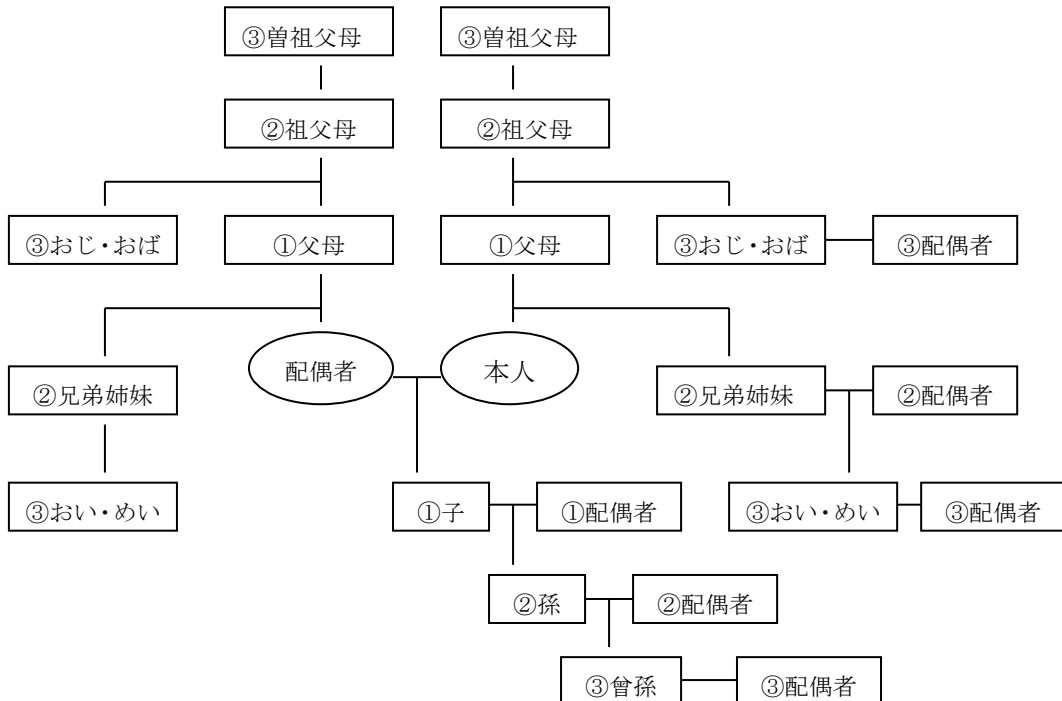 ③曽祖父母
③曽祖父母
②祖父母
②祖父母
③おじ・おば
①父母
①父母
③おじ・おば
③配偶者
配偶者
本人
②兄弟姉妹
②兄弟姉妹
②配偶者
③おい・めい
①子
①配偶者
③おい・めい
③配偶者
②孫
②配偶者
③曾孫
③配偶者